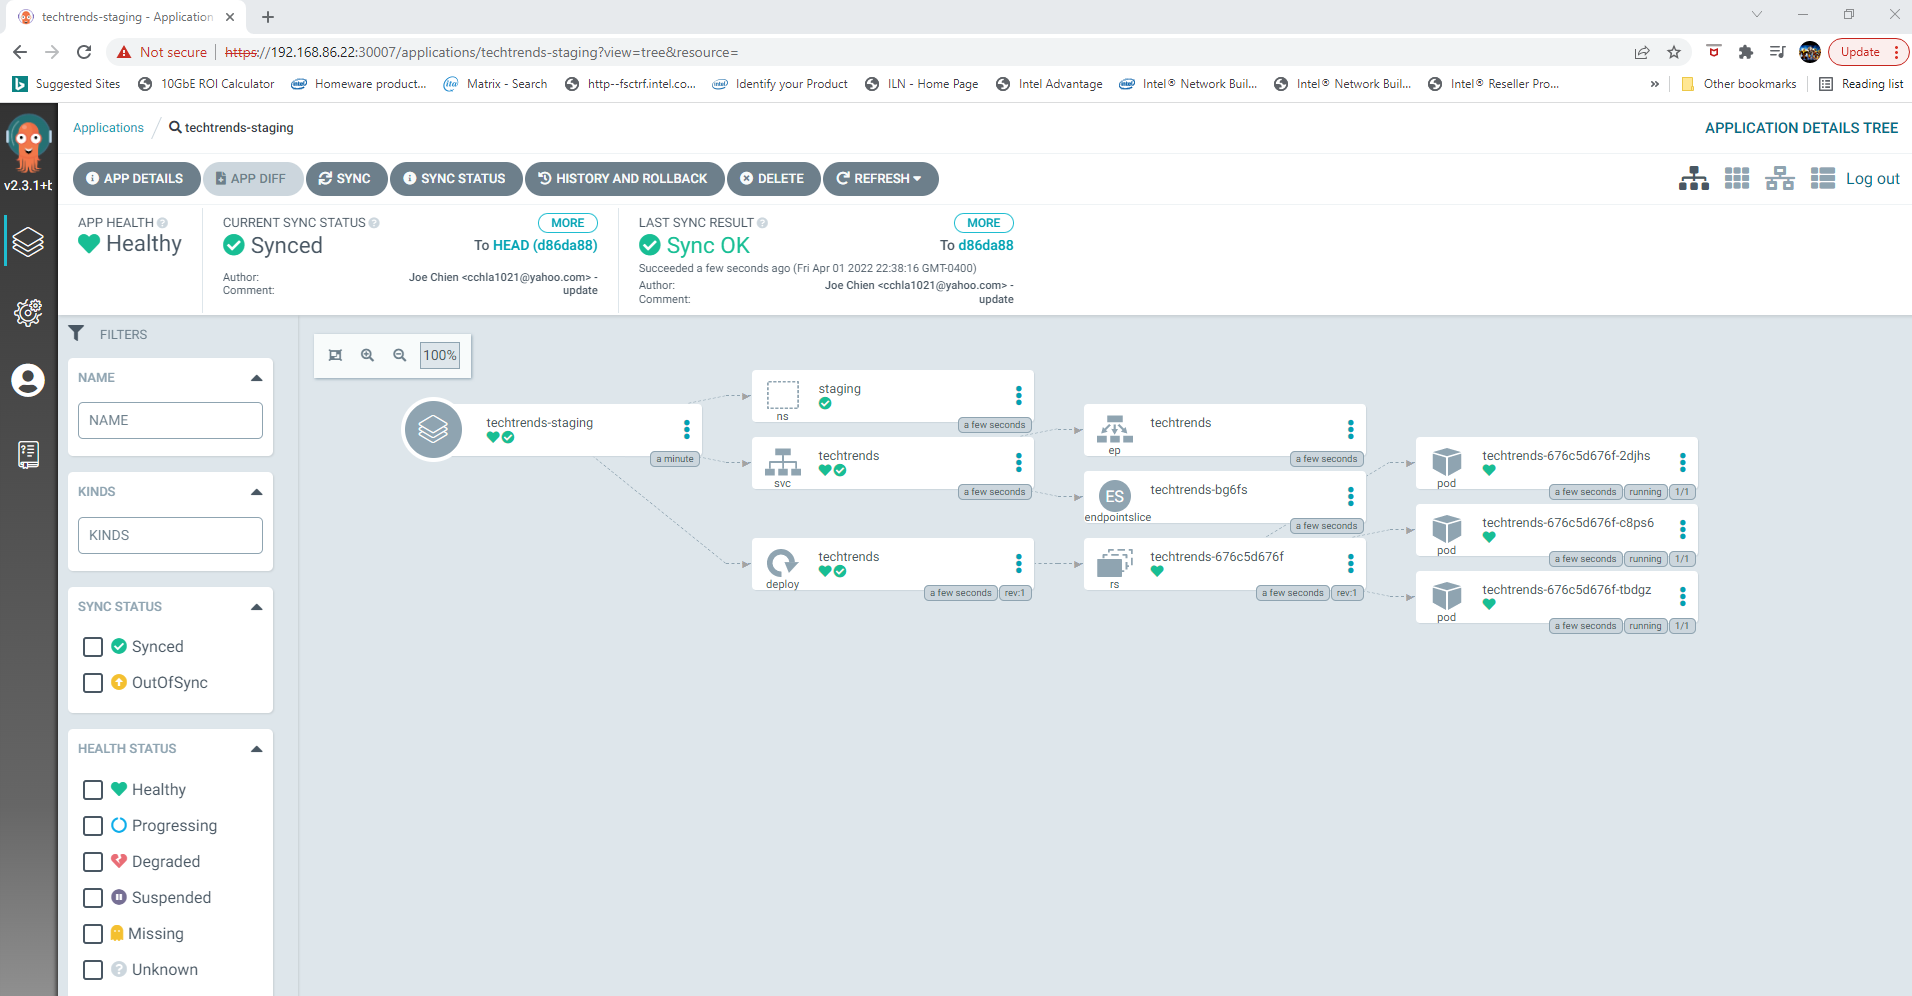 techtrends-staging - Application
Not secure https://192.168.86.22:30007/applications/techtrends-staging?view=tree&resource=
Update
Suggested Sites 10GbE ROI Calculator Homeware product... Matrix - Search http--fsctrf.intel.co... Identify your Product ILN - Home Page Intel Advantage Intel® Network Buil... Intel® Network Buil... Intel® Reseller Pro... » Other bookmarks Reading list
Applications / techtrends-staging
APPLICATION DETAILS TREE
v2.3.1+b
APP DETAILS APP DIFF SYNC SYNC STATUS HISTORY AND ROLLBACK DELETE REFRESH
Log out
APP HEALTH
Healthy
CURRENT SYNC STATUS MORE
Synced To HEAD (d86da88)
Author: Joe Chien <cchla1021@yahoo.com> -
Comment: update
LAST SYNC RESULT MORE
Sync OK To d86da88
Succeeded a few seconds ago (Fri Apr 01 2022 22:38:16 GMT-0400)
Author: Joe Chien <cchla1021@yahoo.com> -
Comment: update
FILTERS
NAME
NAME
KINDS
KINDS
SYNC STATUS
Synced
OutOfSync
HEALTH STATUS
Healthy
Progressing
Degraded
Suspended
Missing
Unknown
100%
techtrends-staging
a minute
staging
ns
a few seconds
techtrends
svc
a few seconds
techtrends
deploy
a few seconds rev:1
techtrends
ep
a few seconds
ES techtrends-bg6fs
endpointslice
a few seconds
techtrends-676c5d676f
rs
a few seconds rev:1
techtrends-676c5d676f-2djhs
pod
a few seconds running 1/1
techtrends-676c5d676f-c8ps6
pod
a few seconds running 1/1
techtrends-676c5d676f-tbdgz
pod
a few seconds running 1/1